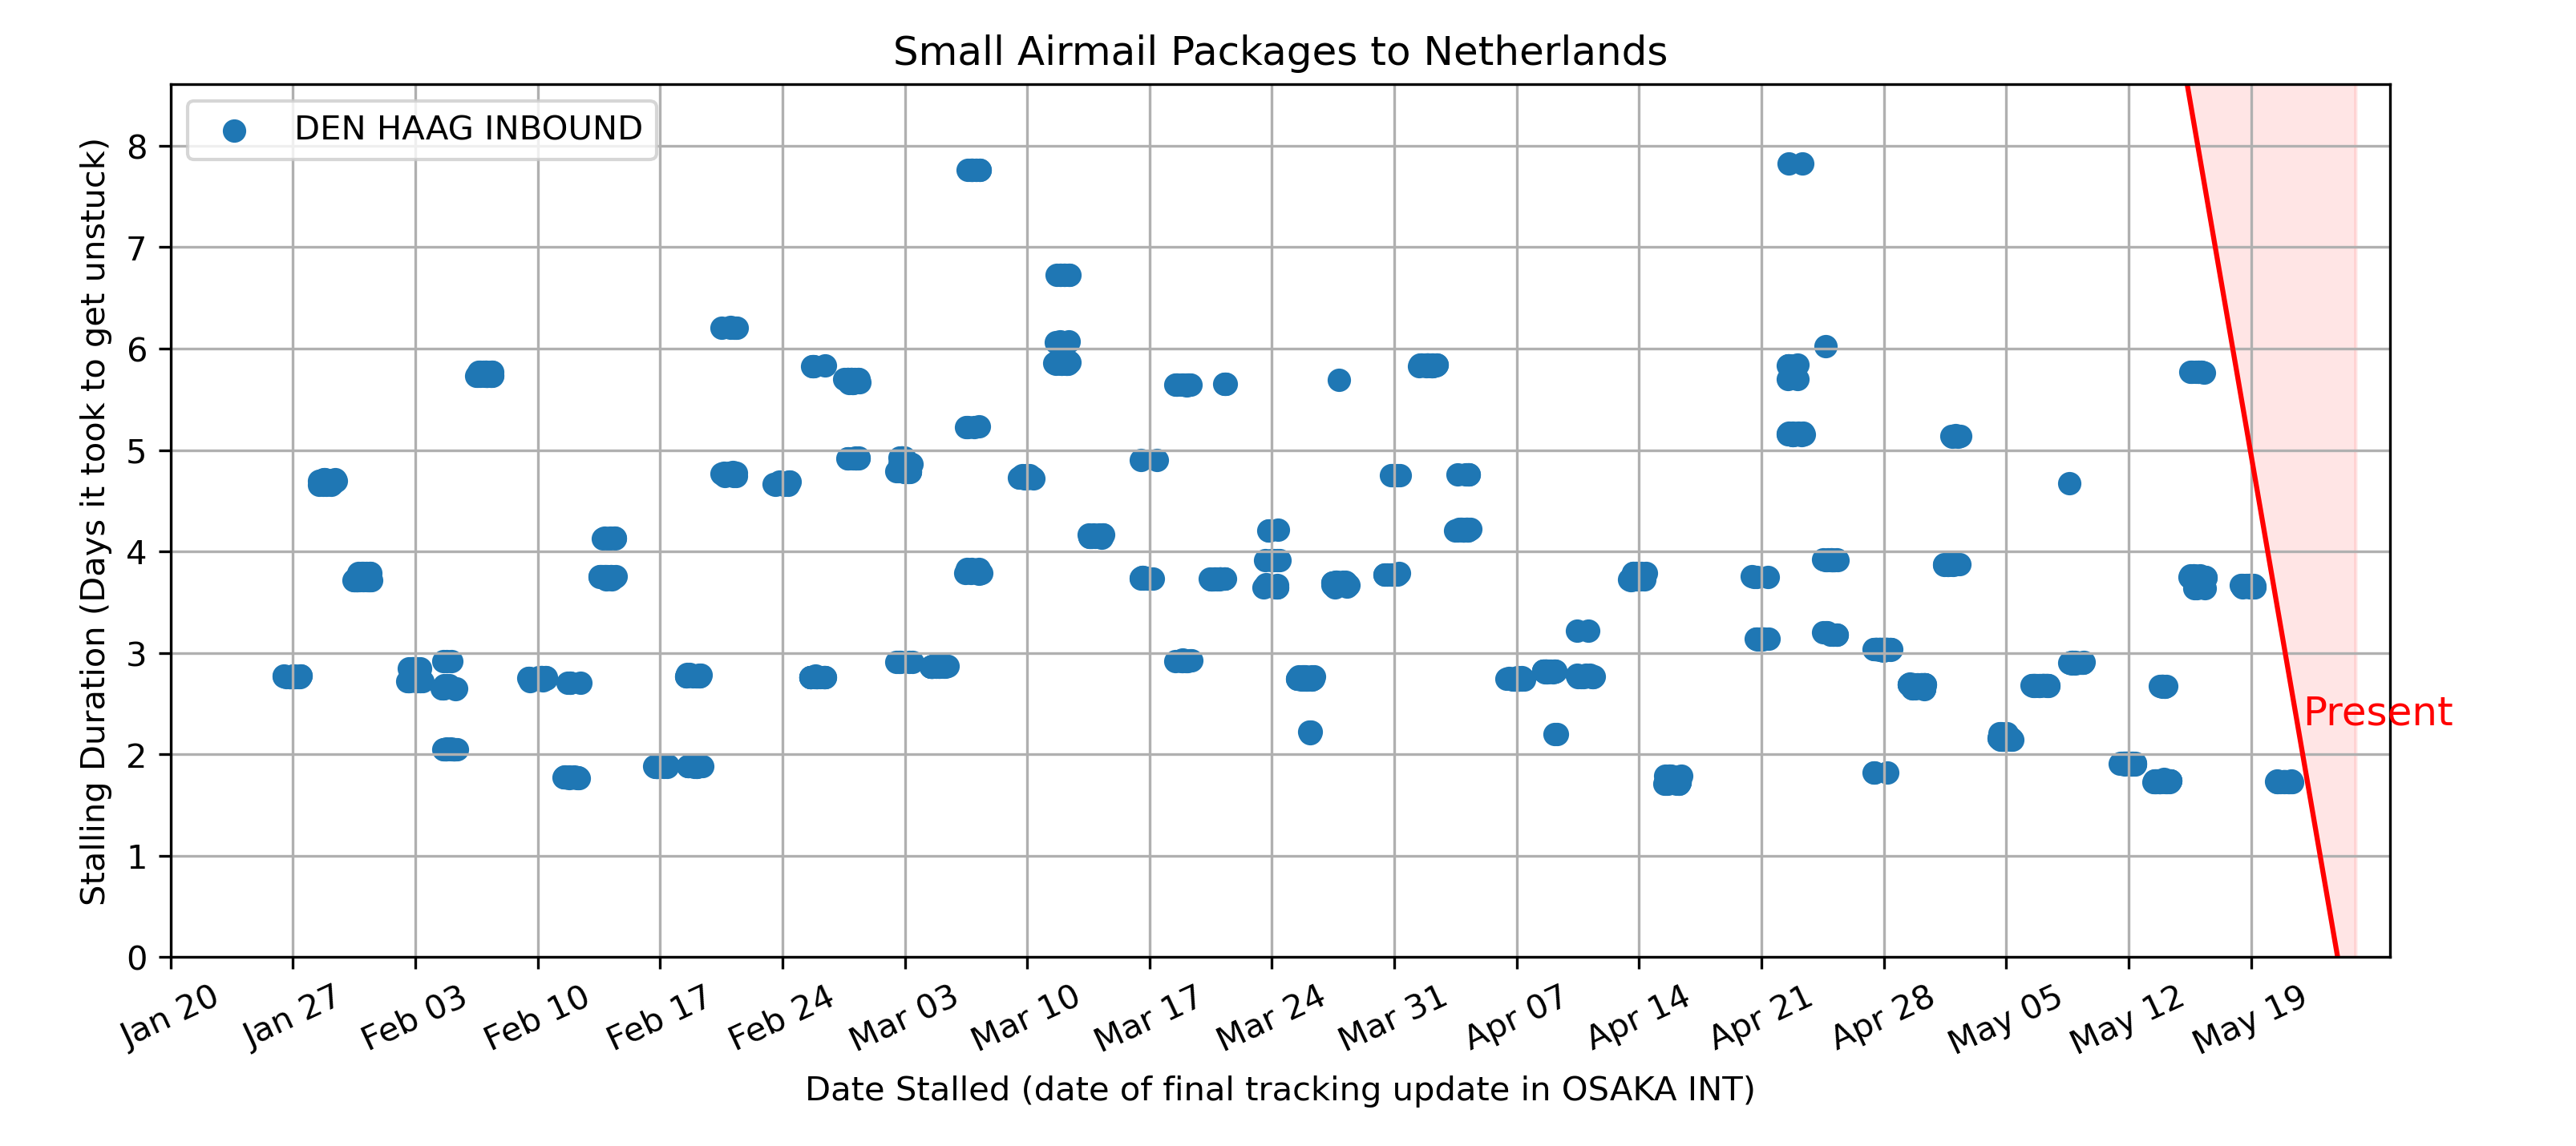 Small Airmail Packages to Netherlands
DEN HAAG INBOUND
Stalling Duration (Days it took to get unstuck)
8
7
6
5
4
3
2
1
0
Present
Jan 20
Jan 27
Feb 03
Feb 10
Feb 17
Feb 24
Mar 03
Mar 10
Mar 17
Mar 24
Mar 31
Apr 07
Apr 14
Apr 21
Apr 28
May 05
May 12
May 19
Date Stalled (date of final tracking update in OSAKA INT)